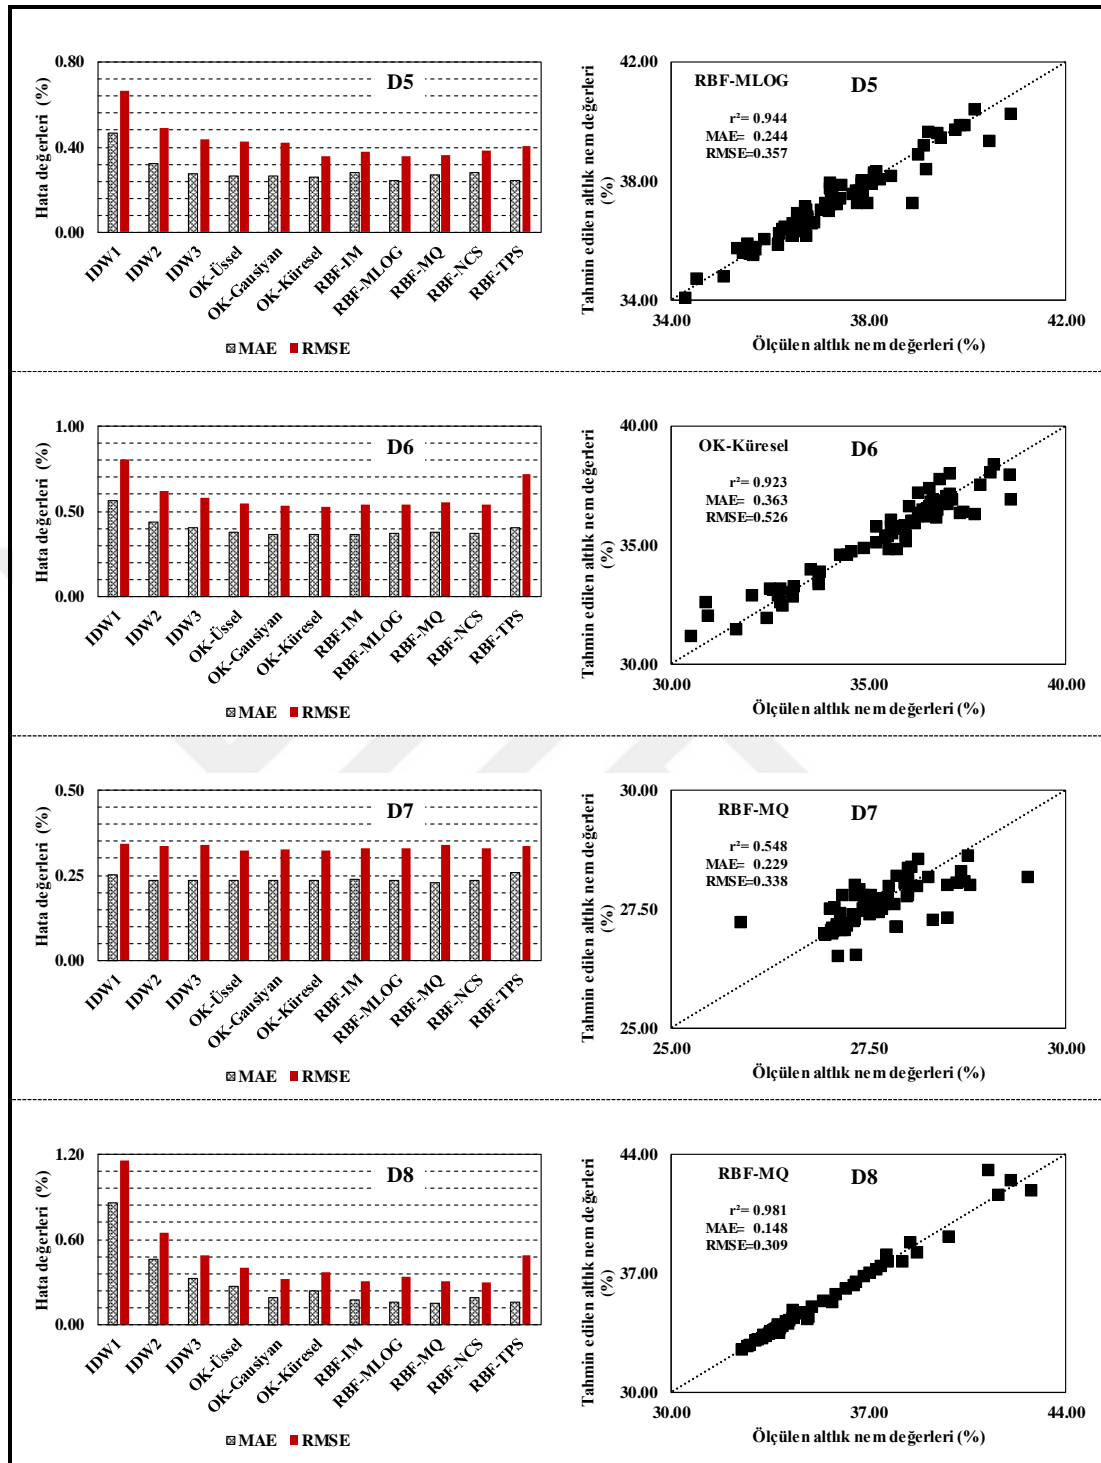 0.80
0.40
0.00
Hata değerleri (%)
D5
IDW1
IDW2
IDW3
OK-Üssel
OK-Gausiyan
OK-Küresel
RBF-IM
RBF-MLOG
RBF-MQ
RBF-NCS
RBF-TPS
MAE RMSE
42.00
38.00
34.00
Tahmin edilen altlık nem değerleri
(%)
RBF-MLOG
D5
r²= 0.944
MAE= 0.244
RMSE=0.357
34.00 38.00 42.00
Ölçülen altlık nem değerleri (%)
1.00
0.50
0.00
Hata değerleri (%)
D6
IDW1
IDW2
IDW3
OK-Üssel
OK-Gausiyan
OK-Küresel
RBF-IM
RBF-MLOG
RBF-MQ
RBF-NCS
RBF-TPS
MAE RMSE
40.00
35.00
30.00
Tahmin edilen altlık nem değerleri
(%)
OK-Küresel
D6
r²= 0.923
MAE= 0.363
RMSE=0.526
30.00 35.00 40.00
Ölçülen altlık nem değerleri (%)
0.50
0.25
0.00
Hata değerleri (%)
D7
IDW1
IDW2
IDW3
OK-Üssel
OK-Gausiyan
OK-Küresel
RBF-IM
RBF-MLOG
RBF-MQ
RBF-NCS
RBF-TPS
MAE RMSE
30.00
27.50
25.00
Tahmin edilen altlık nem değerleri
(%)
RBF-MQ
D7
r²= 0.548
MAE= 0.229
RMSE=0.338
25.00 27.50 30.00
Ölçülen altlık nem değerleri (%)
1.20
0.60
0.00
Hata değerleri (%)
D8
IDW1
IDW2
IDW3
OK-Üssel
OK-Gausiyan
OK-Küresel
RBF-IM
RBF-MLOG
RBF-MQ
RBF-NCS
RBF-TPS
MAE RMSE
44.00
37.00
30.00
Tahmin edilen altlık nem değerleri
(%)
RBF-MQ
D8
r²= 0.981
MAE= 0.148
RMSE=0.309
30.00 37.00 44.00
Ölçülen altlık nem değerleri (%)